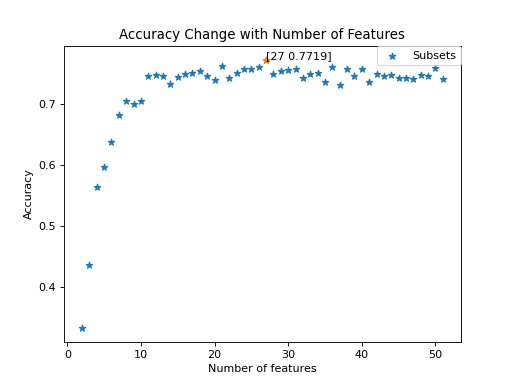 Accuracy Change with Number of Features
[27 0.7719]
Subsets
0.7
0.6
0.5
0.4
Accuracy
0 10 20 30 40 50
Number of features